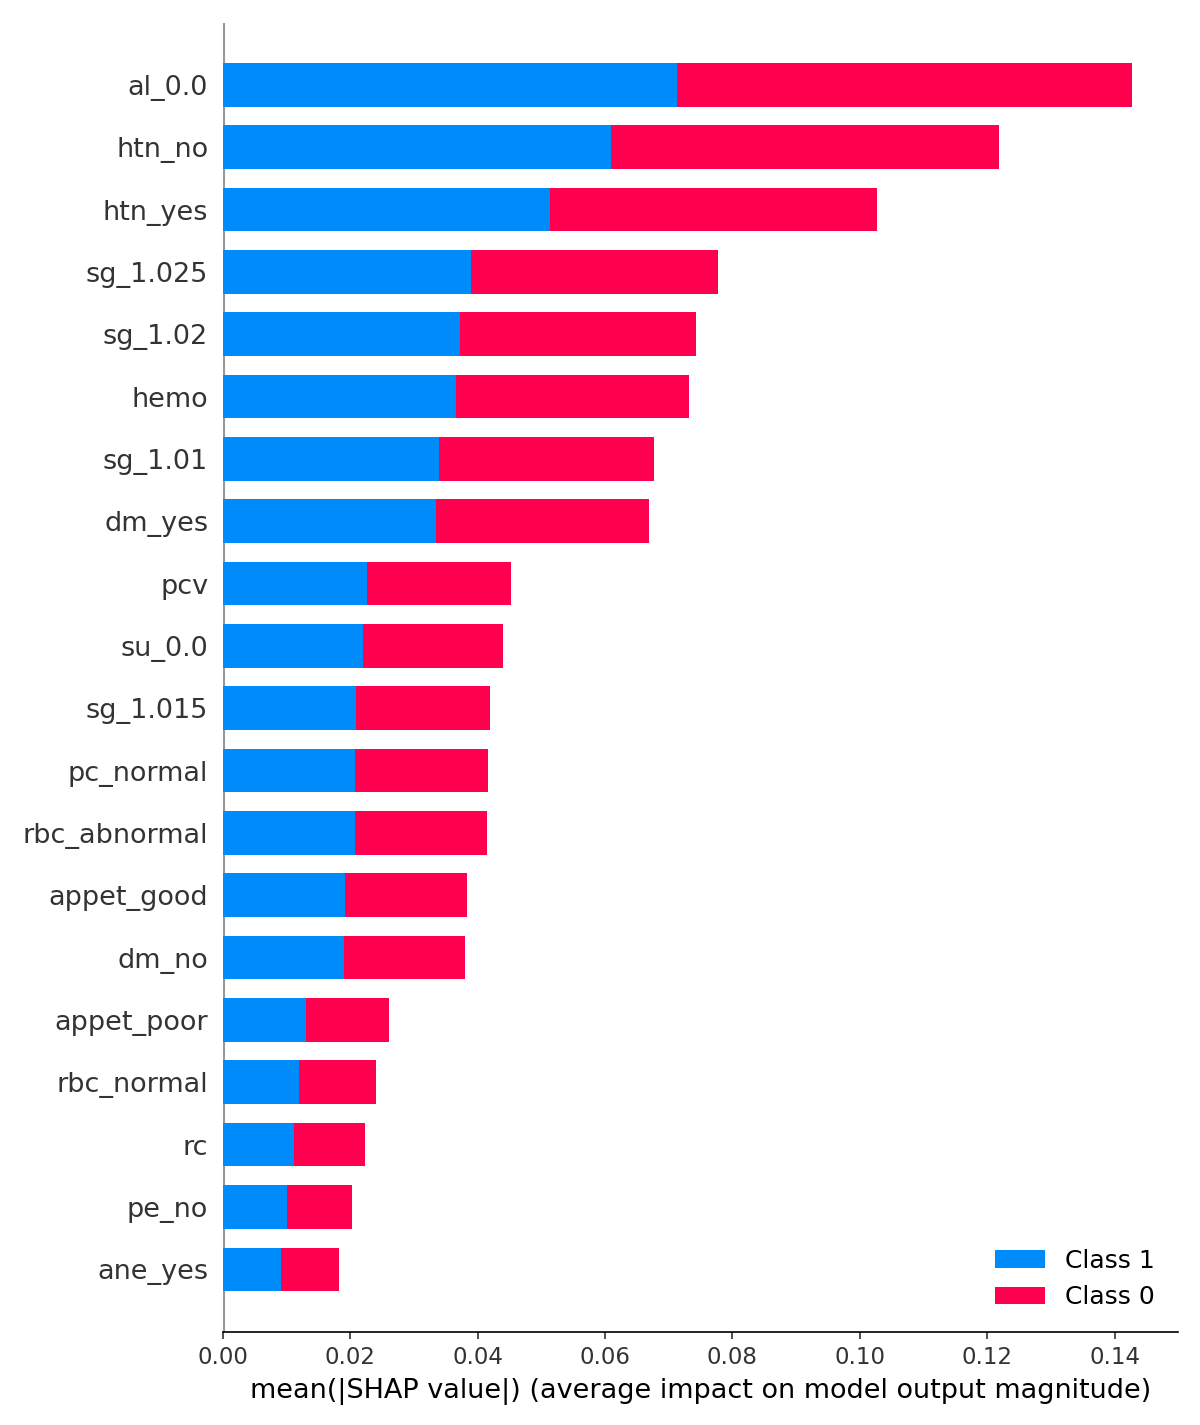 al_0.0
htn_no
htn_yes
sg_1.025
sg_1.02
hemo
sg_1.01
dm_yes
pcv
su_0.0
sg_1.015
pc_normal
rbc_abnormal
appet_good
dm_no
appet_poor
rbc_normal
rc
pe_no
ane_yes
Class 1
Class 0
0.00 0.02 0.04 0.06 0.08 0.10 0.12 0.14
mean(|SHAP value|) (average impact on model output magnitude)